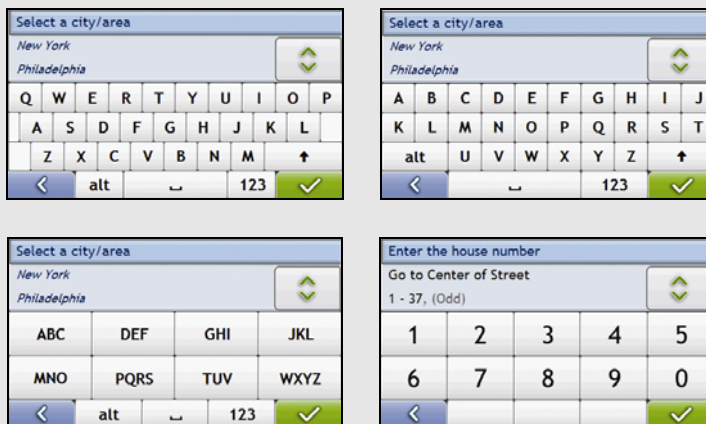 Select a city/area
New York
Philadelphia
Q W E R T Y U I O P
A S D F G H J K L
Z X C V B N M
alt 123
Select a city/area
New York
Philadelphia
A B C D E F G H I J
K L M N O P Q R S T
alt U V W X Y Z
123
Select a city/area
New York
Philadelphia
ABC DEF GHI JKL
MNO PQRS TUV WXYZ
alt 123
Enter the house number
Go to Center of Street
1 - 37, (Odd)
1 2 3 4 5
6 7 8 9 0